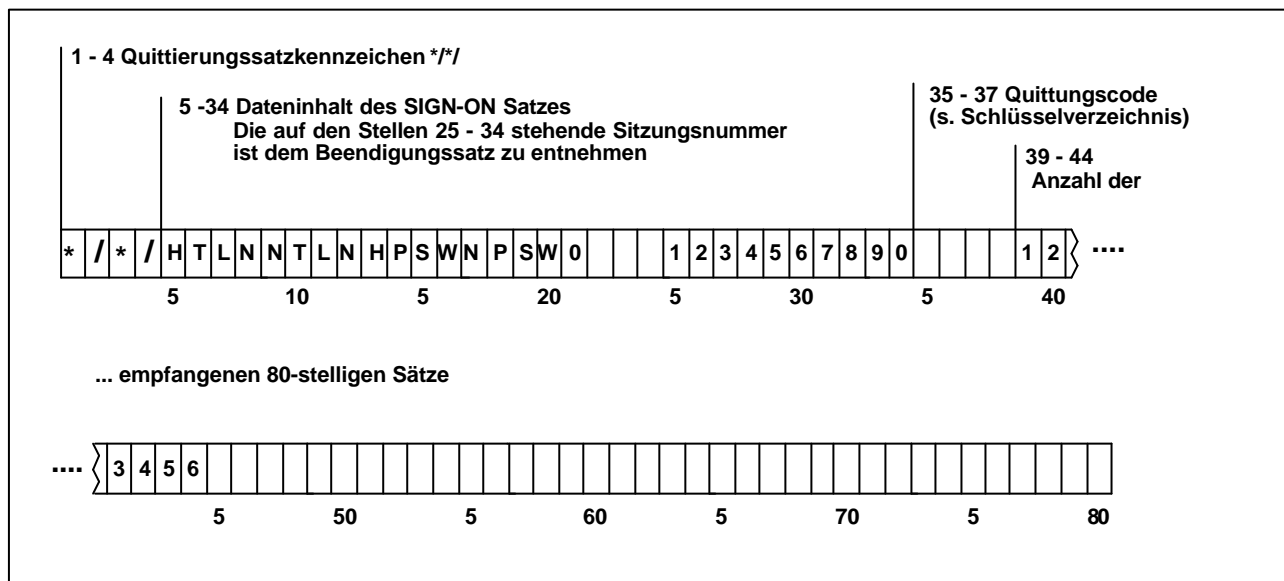 1 - 4 Quittierungssatzkennzeichen */*/
5 -34 Dateninhalt des SIGN-ON Satzes
Die auf den Stellen 25 - 34 stehende Sitzungsnummer
ist dem Beendigungssatz zu entnehmen
35 - 37 Quittungscode
(s. Schlüsselverzeichnis)
39 - 44
Anzahl der
* / * / H T L N N T L N H P S W N P S W 0 1 2 3 4 5 6 7 8 9 0 1 2 ....
5 10 5 20 5 30 5 40
... empfangenen 80-stelligen Sätze
.... 3 4 5 6
5 50 5 60 5 70 5 80